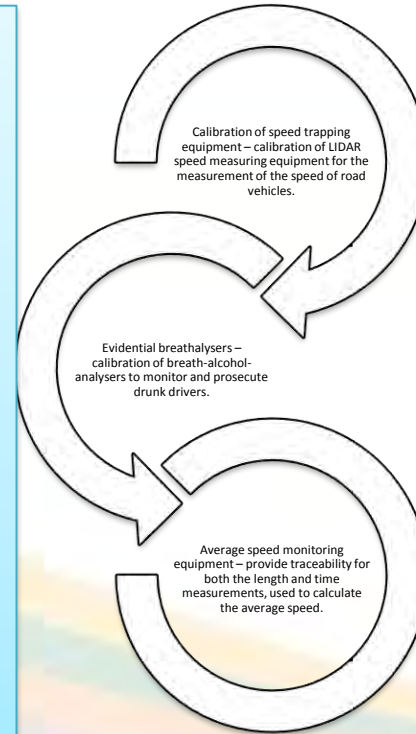 Calibration of speed trapping
equipment – calibration of LIDAR
speed measuring equipment for the
measurement of the speed of road
vehicles.
Evidential breathalysers –
calibration of breath-alcohol-
analysers to monitor and prosecute
drunk drivers.
Average speed monitoring
equipment – provide traceability for
both the length and time
measurements, used to calculate
the average speed.